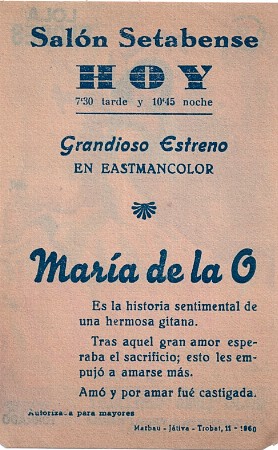 Salón Setabense
HOY
7'30 tarde y 10'45 noche
Grandioso Estreno
EN EASTMANCOLOR
María de la O
Es la historia sentimental de
una hermosa gitana.
Tras aquel gran amor espe-
raba el sacrificio; esto les em-
pujó a amarse más.
Amó y por amar fué castigada.
Autorizada para mayores
Marbau - Játiva - Trobat, 11 - 1960